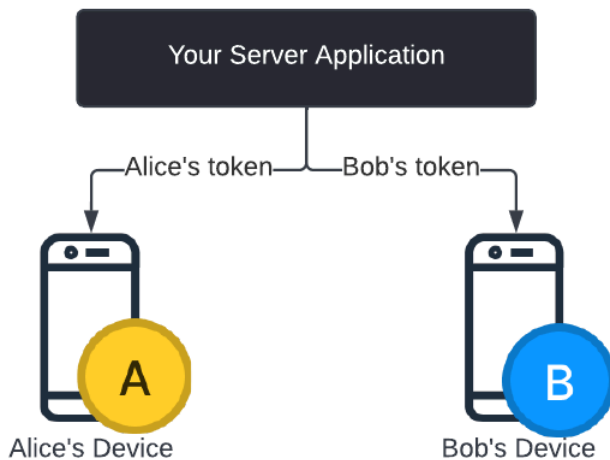 Your Server Application
Alice's token
Bob's token
A
B
Alice's Device
Bob's Device